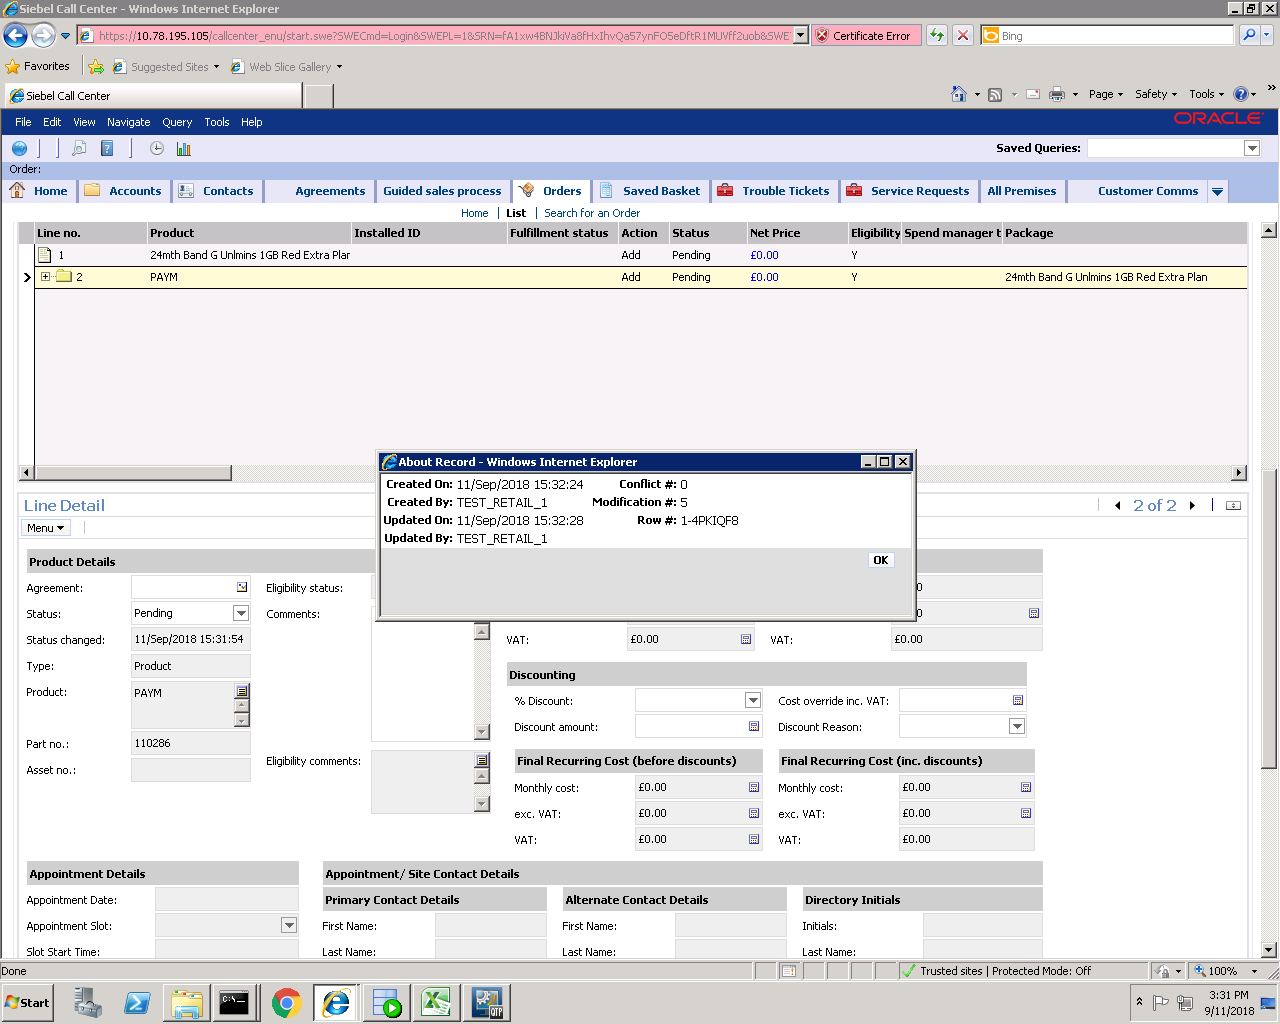 Siebel Call Center - Windows Internet Explorer
https://10.78.195.105/callcenter_enu/start.swe?SWECmd=Login&SWEPL=1&SRN= Certificate Error Bing
Favorites Suggested Sites Web Slice Gallery
Siebel Call Center Page Safety Tools »
File Edit View Navigate Query Tools Help ORACLE
Saved Queries:
Order:
Home Accounts Contacts Agreements Guided sales process Orders Saved Basket Trouble Tickets Service Requests All Premises Customer Comms
Home | List | Search for an Order
Line no. Product Installed ID Fulfillment status Action Status Net Price Eligibility Spend manager t Package
1 24mth Band G Unlmins 1GB Red Extra Plar Add Pending £0.00 Y
2 PAYM Add Pending £0.00 Y 24mth Band G Unlmins 1GB Red Extra Plan
About Record - Windows Internet Explorer
Created On: 11/Sep/2018 15:32:24 Conflict #: 0
Created By: TEST_RETAIL_1 Modification #: 5
Updated On: 11/Sep/2018 15:32:28 Row #: 1-4PKIQF8
Updated By: TEST_RETAIL_1
OK
Line Detail 2 of 2
Menu
Product Details
Agreement: Eligibility status: 0
Status: Pending Comments: 0
Status changed: 11/Sep/2018 15:31:54 VAT: £0.00 VAT: £0.00
Type: Product
Discounting
Product: PAYM % Discount: Cost override inc. VAT:
Discount amount: Discount Reason:
Part no.: 110286
Asset no.: Eligibility comments: Final Recurring Cost (before discounts) Final Recurring Cost (inc. discounts)
Monthly cost: £0.00 Monthly cost: £0.00
exc. VAT: £0.00 exc. VAT: £0.00
VAT: £0.00 VAT: £0.00
Appointment Details Appointment/ Site Contact Details
Appointment Date: Primary Contact Details Alternate Contact Details Directory Initials
Appointment Slot: First Name: First Name: Initials:
Slot Start Time: Last Name: Last Name: Last Name:
Done Trusted sites | Protected Mode: Off 100%
Start C:\ QTP 3:31 PM
9/11/2018